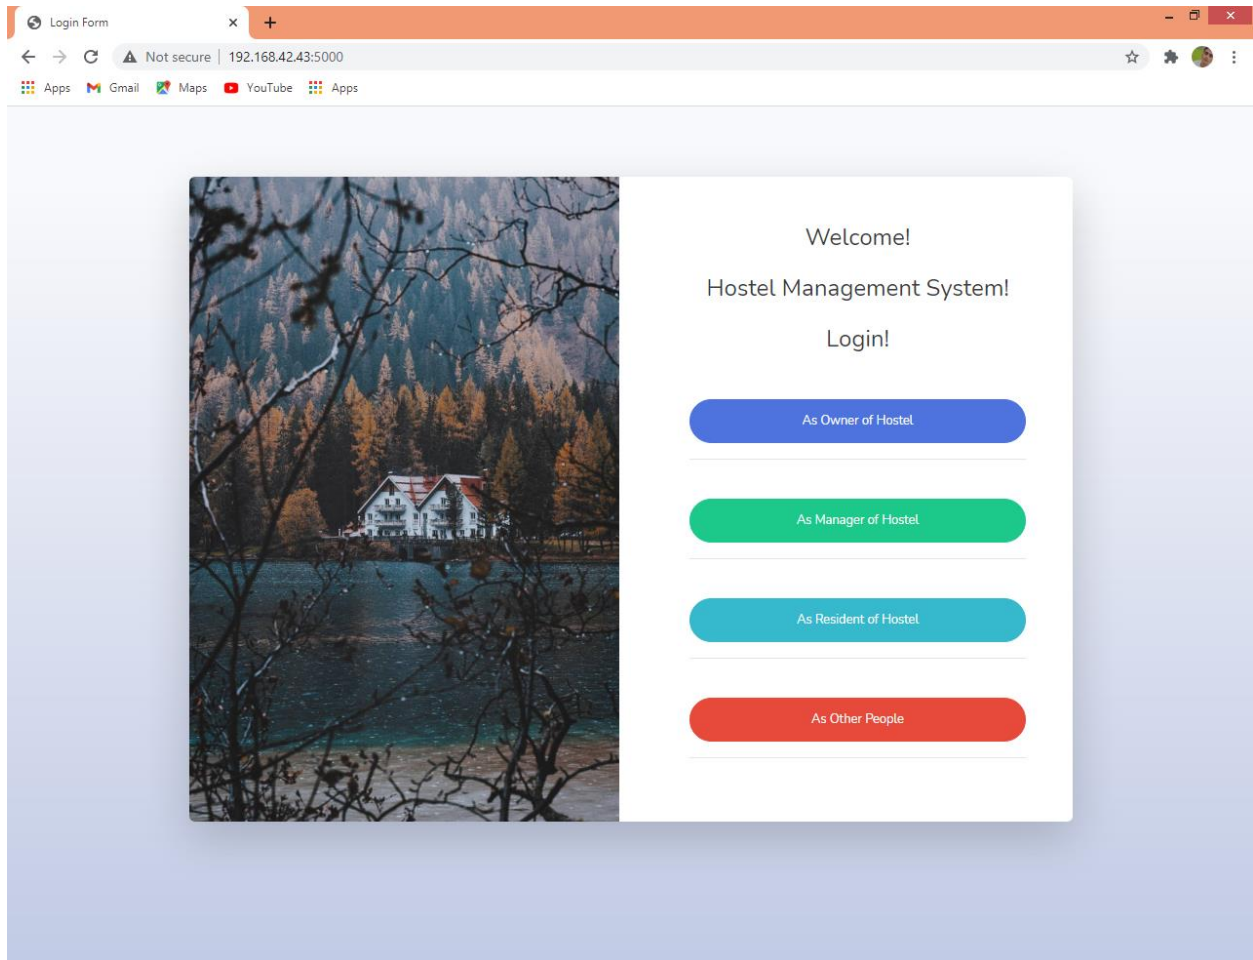 Login Form
Not secure | 192.168.42.43:5000
Apps Gmail Maps YouTube Apps
Welcome!
Hostel Management System!
Login!
As Owner of Hostel
As Manager of Hostel
As Resident of Hostel
As Other People